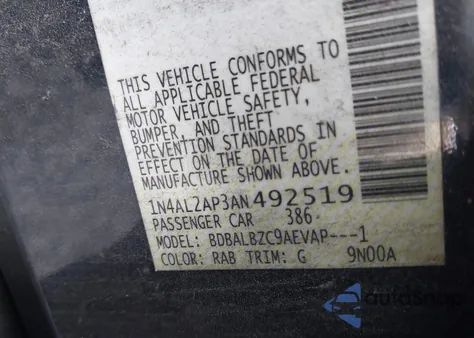 THIS VEHICLE CONFORMS TO
ALL APPLICABLE FEDERAL
MOTOR VEHICLE SAFETY,
BUMPER, AND THEFT
PREVENTION STANDARDS IN
EFFECT ON THE DATE OF
MANUFACTURE SHOWN ABOVE.
1N4AL2AP3AN492519
PASSENGER CAR 386
MODEL: BDBALBZC9AEVAP---1
COLOR: RAB TRIM: G 9N00A
autosnap